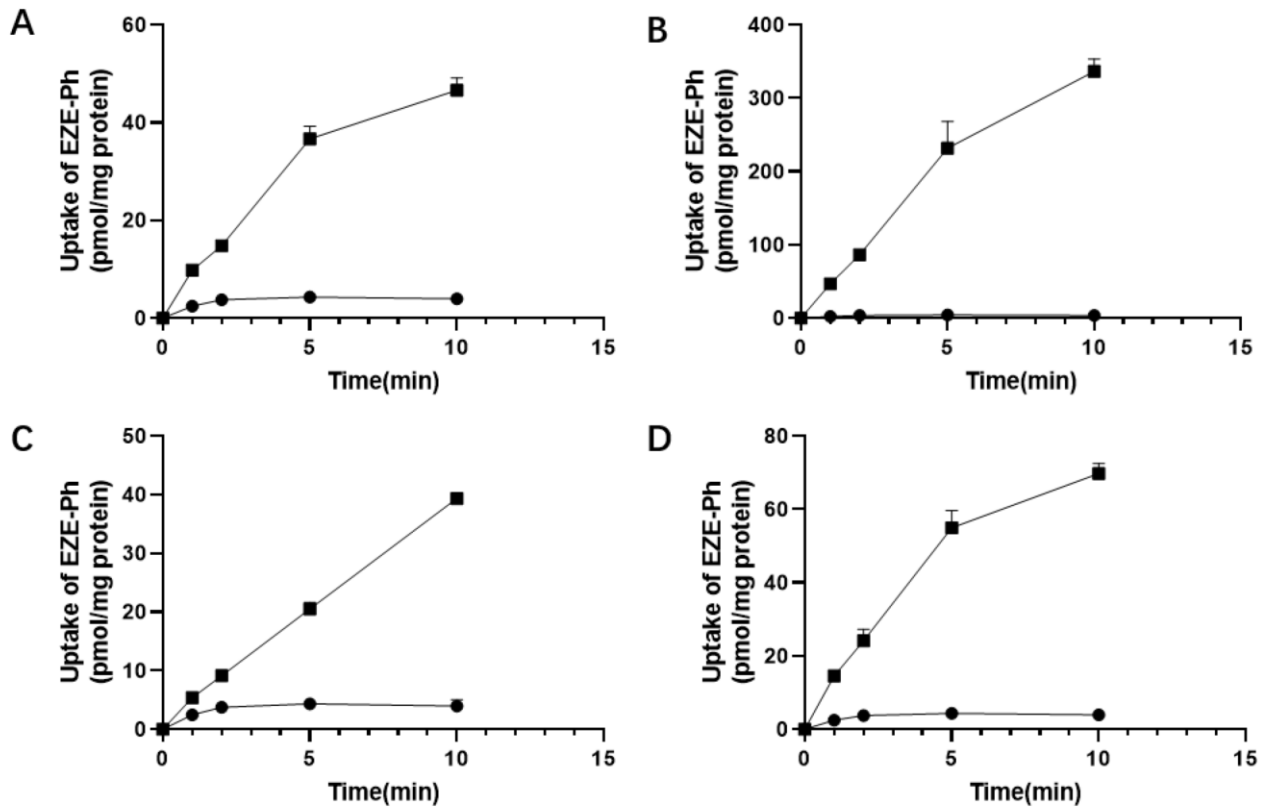 A
Uptake of EZE-Ph
(pmol/mg protein)
60
40
20
0
0 5 10 15
Time(min)
B
Uptake of EZE-Ph
(pmol/mg protein)
400
300
200
100
0
0 5 10 15
Time(min)
C
Uptake of EZE-Ph
(pmol/mg protein)
50
40
30
20
10
0
0 5 10 15
Time(min)
D
Uptake of EZE-Ph
(pmol/mg protein)
80
60
40
20
0
0 5 10 15
Time(min)